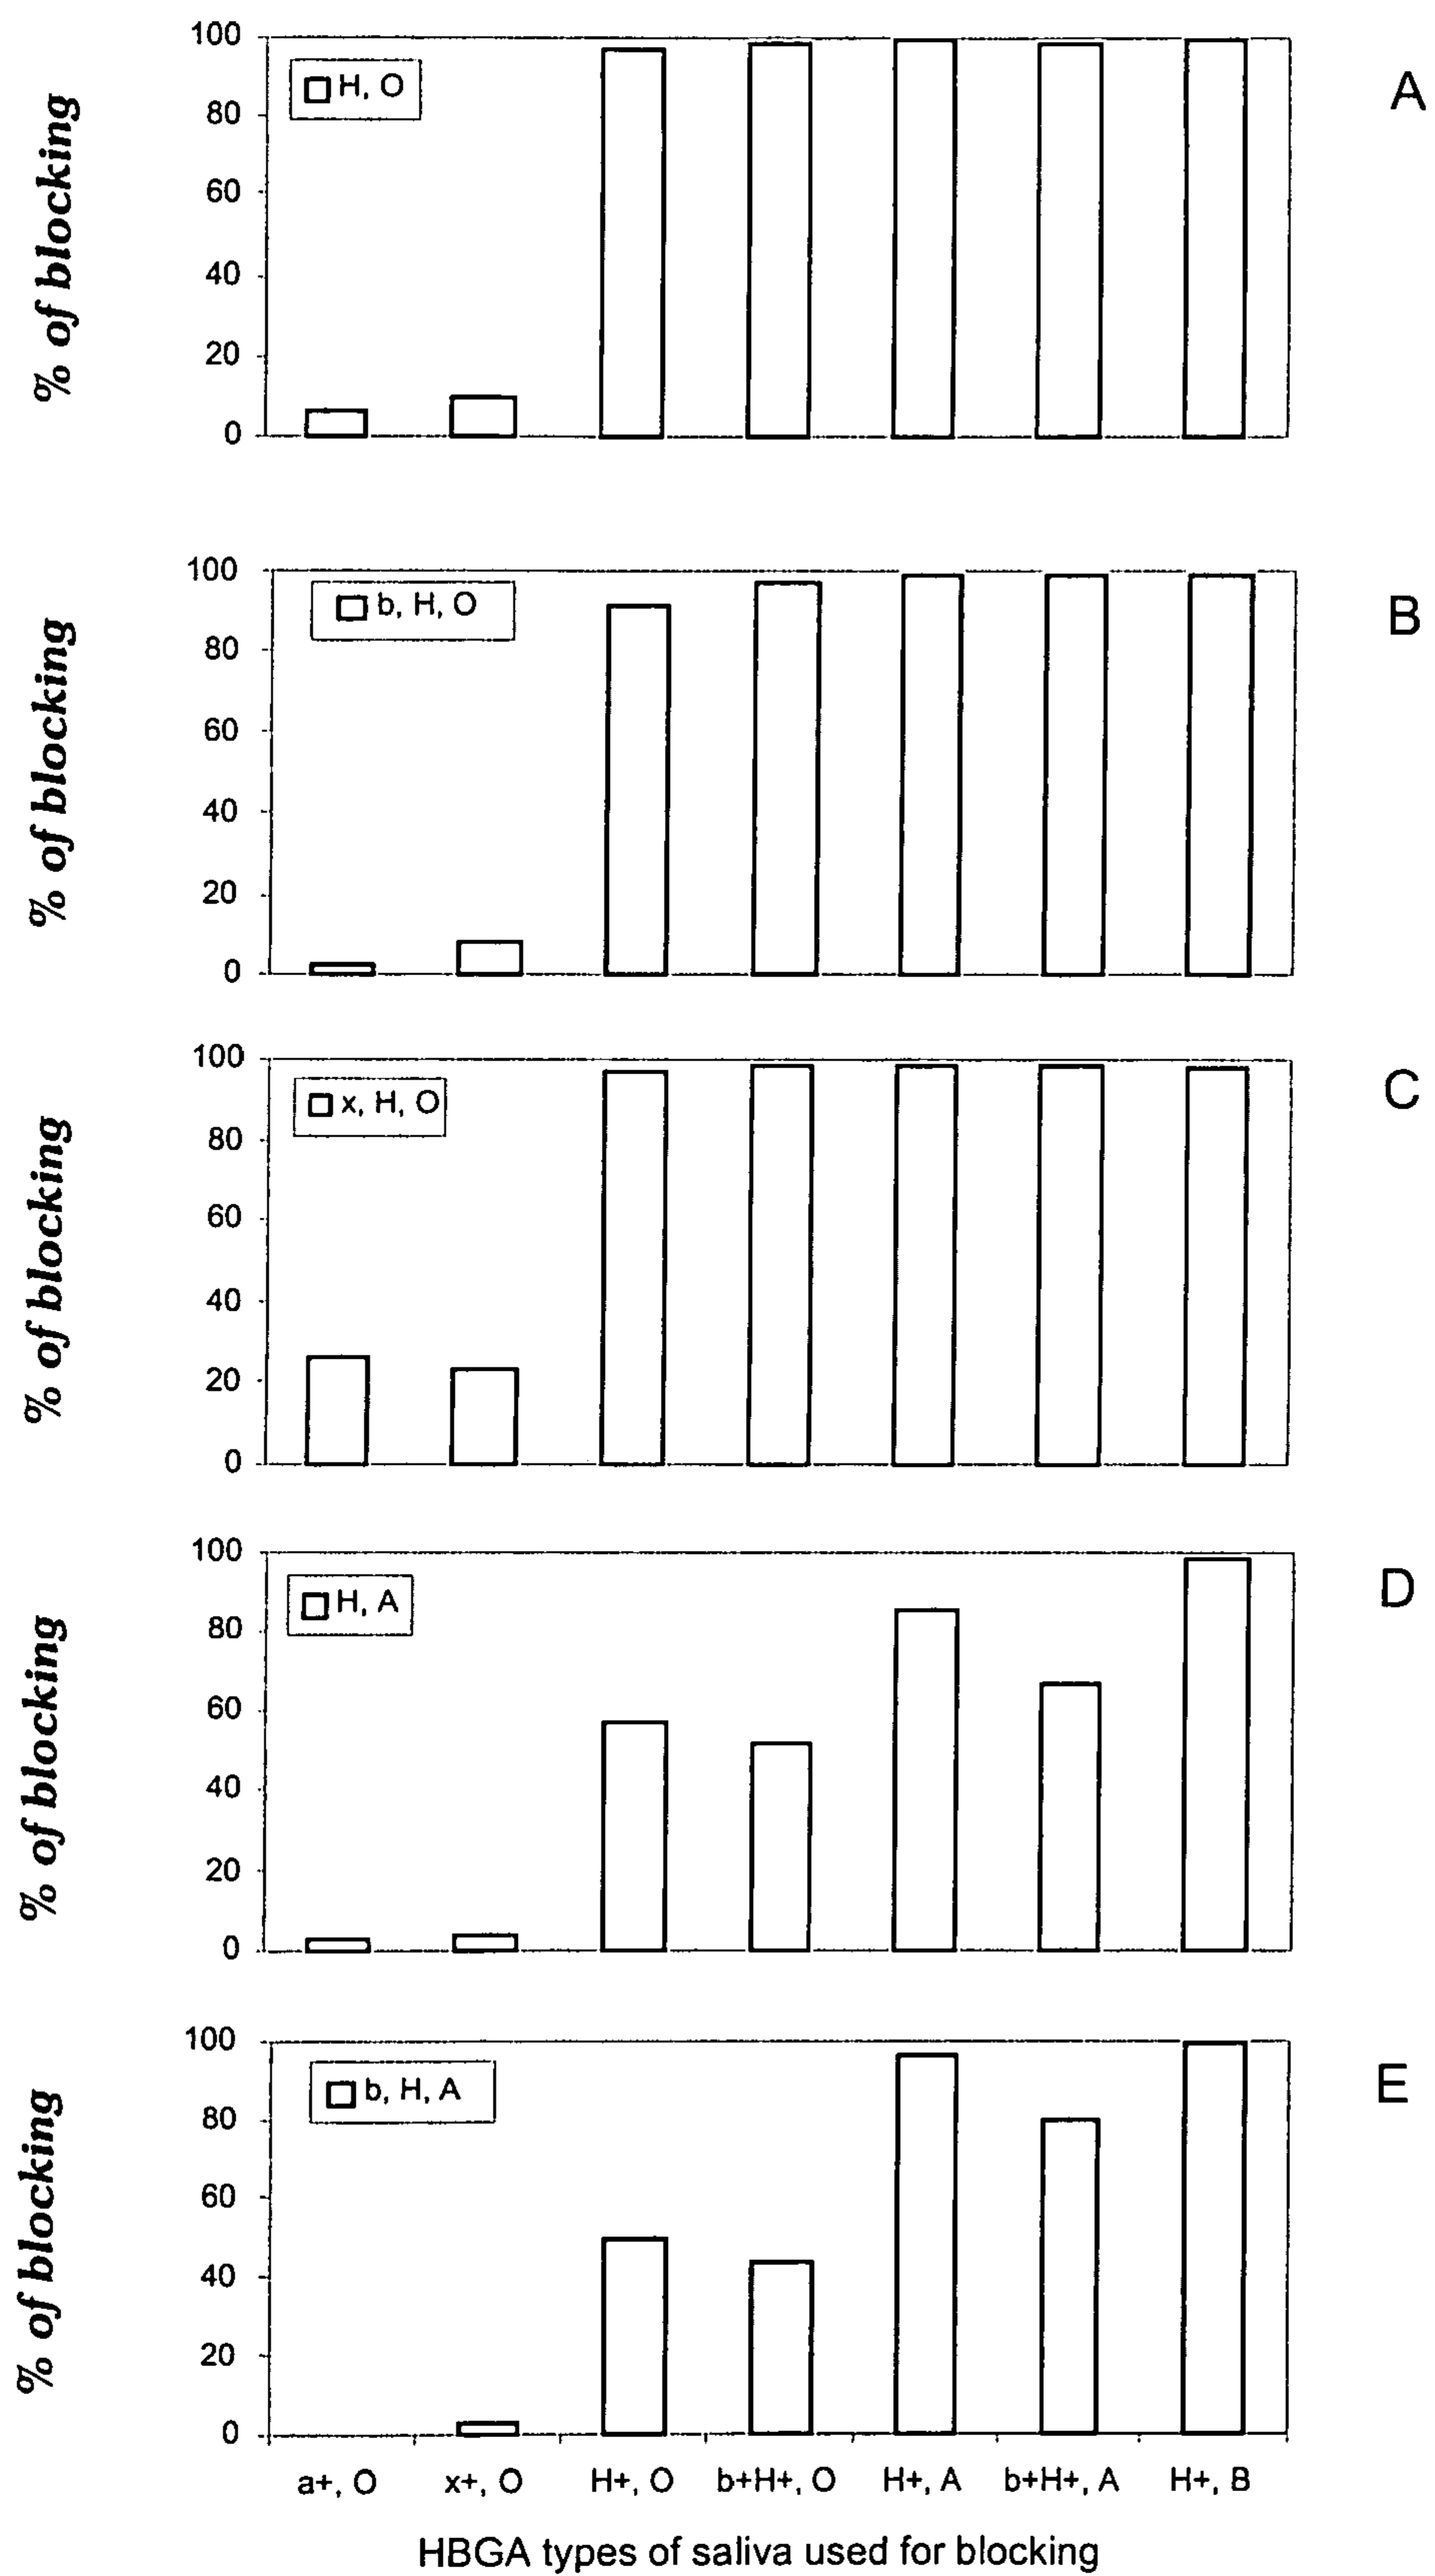 100
H, O
A
80
60
40
20
0
% of blocking
100
b, H, O
B
80
60
40
20
0
% of blocking
100
x, H, O
C
80
60
40
20
0
% of blocking
100
H, A
D
80
60
40
20
0
% of blocking
100
b, H, A
E
80
60
40
20
0
% of blocking
a+, O x+, O H+, O b+H+, O H+, A b+H+, A H+, B
HBGA types of saliva used for blocking